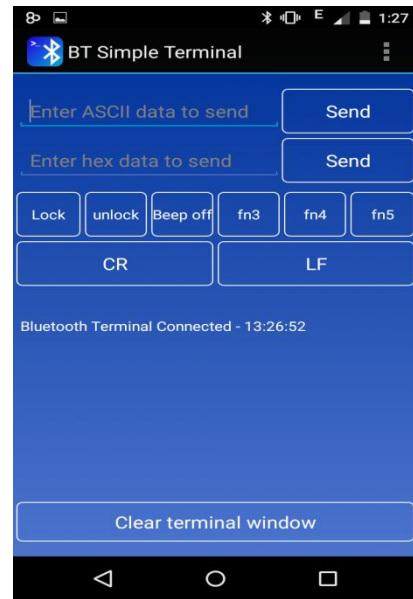 E 1:27
BT Simple Terminal
Enter ASCII data to send Send
Enter hex data to send Send
Lock unlock Beep off fn3 fn4 fn5
CR LF
Bluetooth Terminal Connected - 13:26:52
Clear terminal window